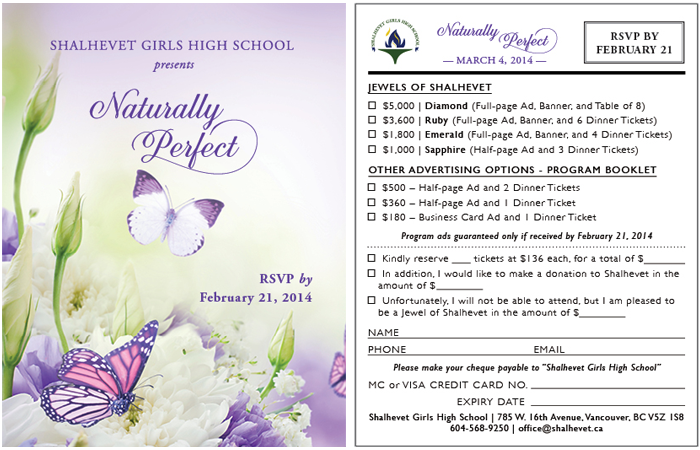 SHALHEVET GIRLS HIGH SCHOOL
presents
Naturally
Perfect
RSVP by
February 21, 2014
SHALHEVET GIRLS HIGH SCHOOL
Naturally
Perfect
— MARCH 4, 2014 —
RSVP BY
FEBRUARY 21
JEWELS OF SHALHEVET
☐ $5,000 | Diamond (Full-page Ad, Banner, and Table of 8)
☐ $3,600 | Ruby (Full-page Ad, Banner, and 6 Dinner Tickets)
☐ $1,800 | Emerald (Full-page Ad, Banner, and 4 Dinner Tickets)
☐ $1,000 | Sapphire (Half-page Ad and 3 Dinner Tickets)
OTHER ADVERTISING OPTIONS - PROGRAM BOOKLET
☐ $500 – Half-page Ad and 2 Dinner Tickets
☐ $360 – Half-page Ad and 1 Dinner Ticket
☐ $180 – Business Card Ad and 1 Dinner Ticket
Program ads guaranteed only if received by February 21, 2014
☐ Kindly reserve ___ tickets at $136 each, for a total of $_______
☐ In addition, I would like to make a donation to Shalhevet in the
amount of $________
☐ Unfortunately, I will not be able to attend, but I am pleased to
be a Jewel of Shalhevet in the amount of $________
NAME
PHONE EMAIL
Please make your cheque payable to "Shalhevet Girls High School"
MC or VISA CREDIT CARD NO.
EXPIRY DATE
Shalhevet Girls High School | 785 W. 16th Avenue, Vancouver, BC V5Z 1S8
604-568-9250 | office@shalhevet.ca